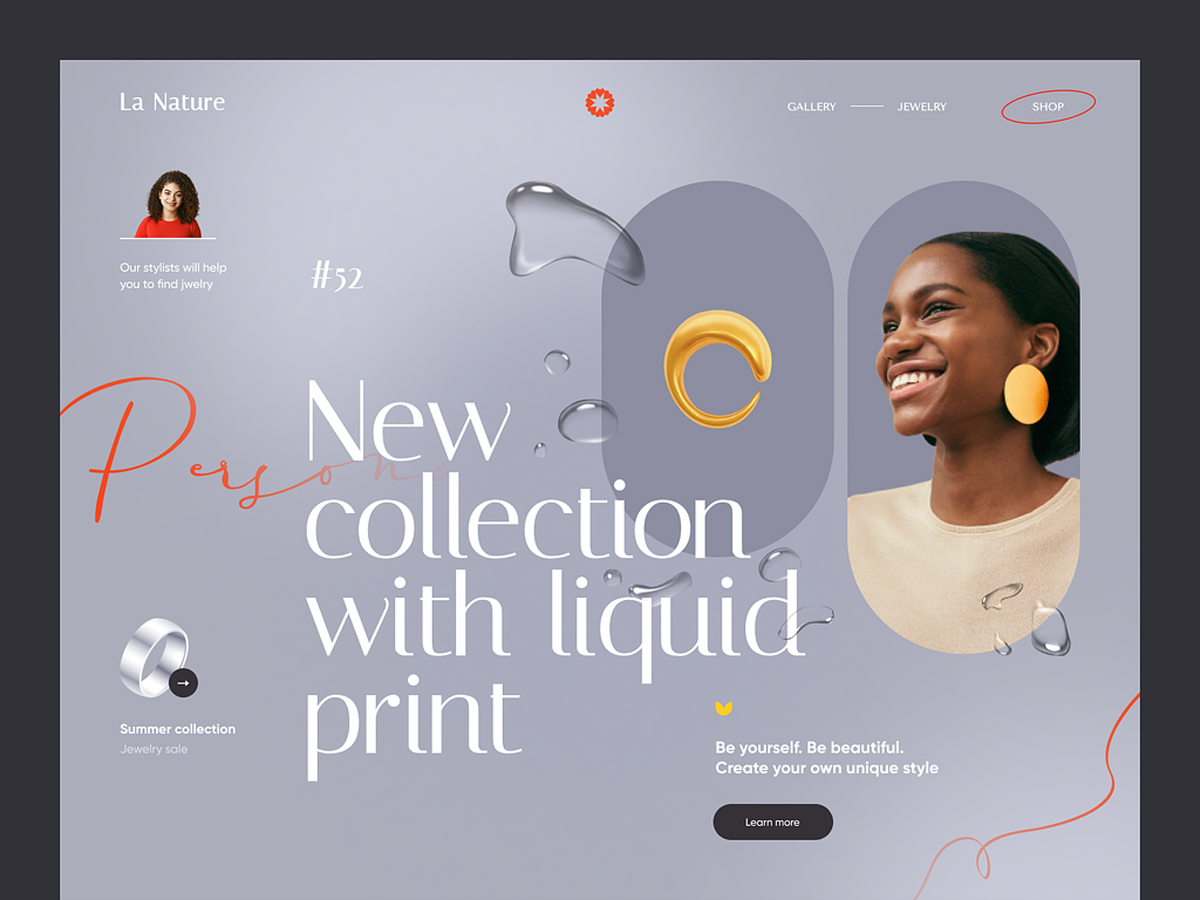 La Nature
GALLERY
JEWELRY
SHOP
Our stylists will help
you to find jwelry
#52
Person
New
collection
with liquid
print
Summer collection
Jewelry sale
Be yourself. Be beautiful.
Create your own unique style
Learn more